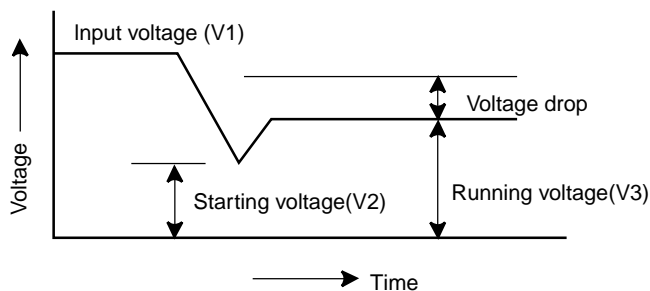 Input voltage (V1)
Voltage drop
Voltage
Starting voltage(V2)
Running voltage(V3)
Time